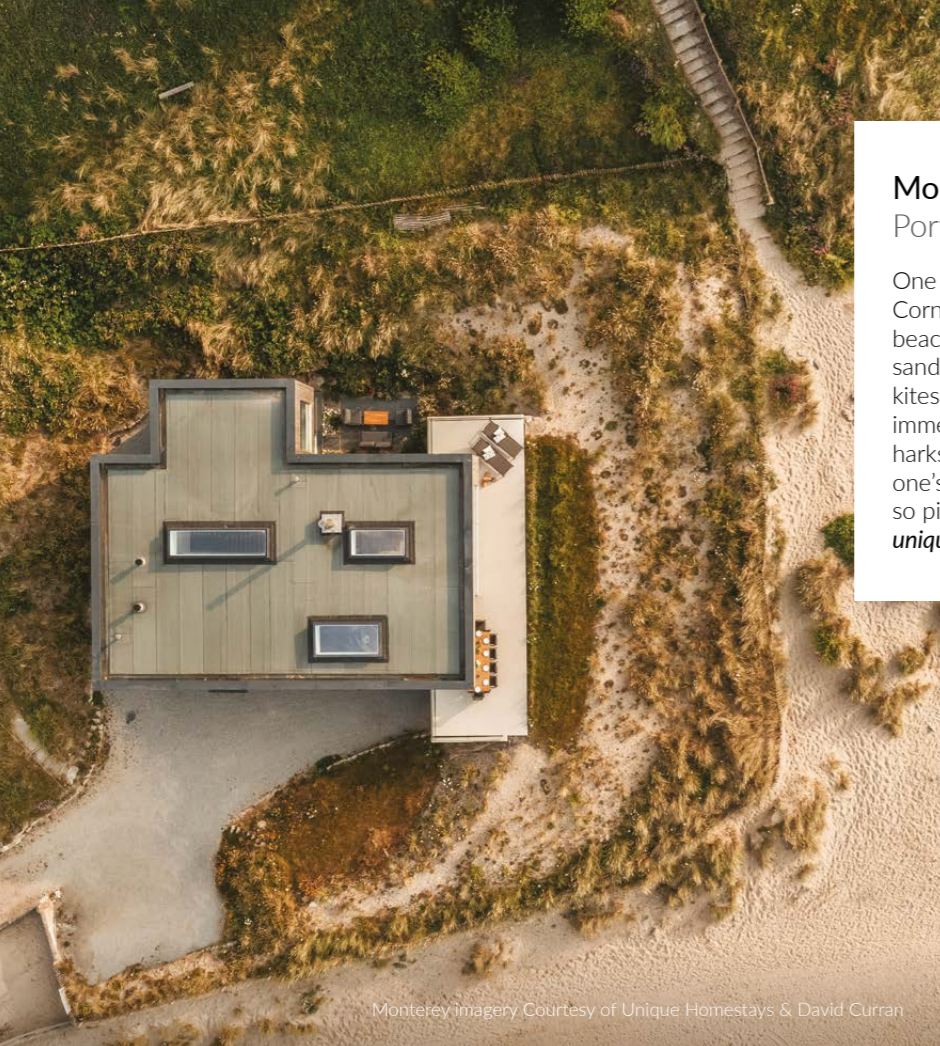 Mo
Por
One
Corn
beac
sand
kites
imme
harks
one's
so pi
uniqu
Monterey imagery Courtesy of Unique Homestays & David Curran